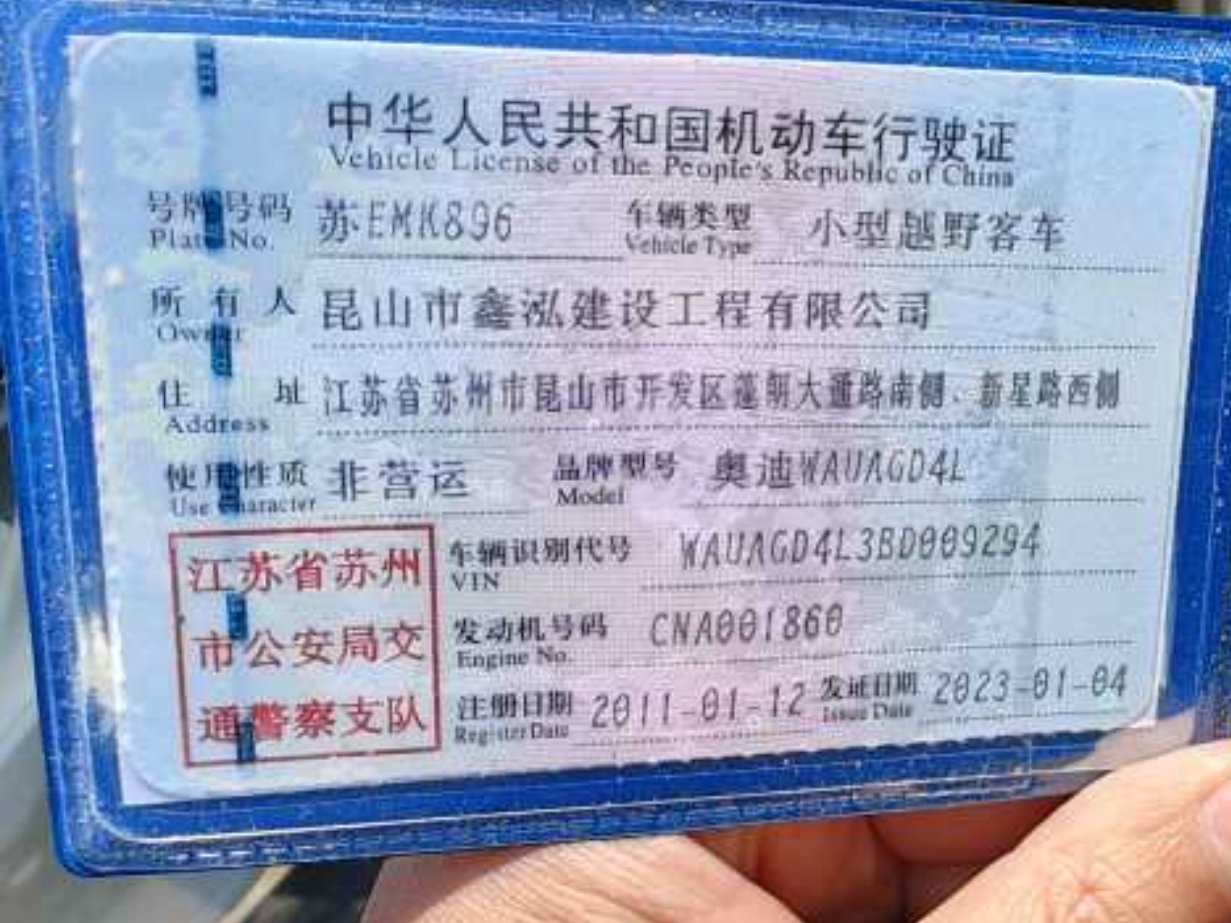 中华人民共和国机动车行驶证
Vehicle License of the People's Republic of China
号牌号码 苏EMK896 车辆类型 小型越野客车
Plate No. Vehicle Type
所有人 昆山市鑫泓建设工程有限公司
Owner
住址 江苏省苏州市昆山市开发区蓬朗大通路南侧、新星路西侧
Address
使用性质 非营运 品牌型号 奥迪WAUAGD4L
Use Character Model
江苏省苏州
市公安局交
通警察支队
车辆识别代号 WAUAGD4L3BD009294
VIN
发动机号码 CNA001860
Engine No.
注册日期 2011-01-12 发证日期 2023-01-04
Register Date Issue Date